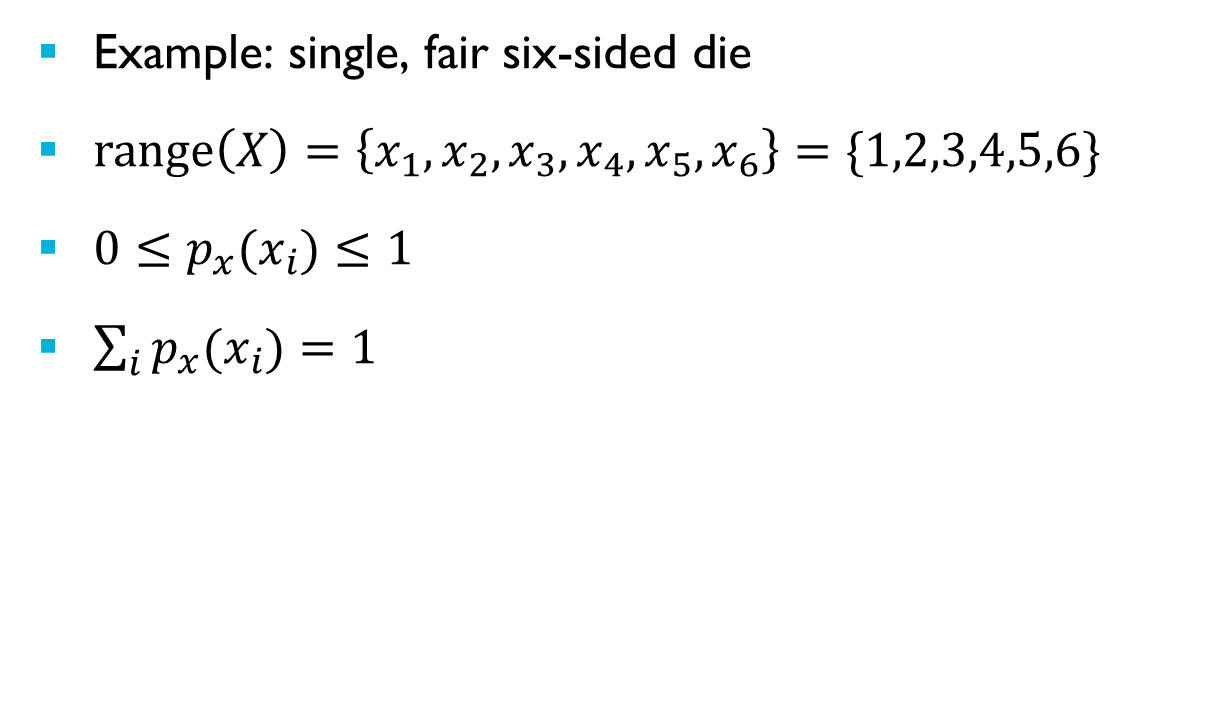 ▪ Example: single, fair six-sided die
▪ range(X) = {x₁, x₂, x₃, x₄, x₅, x₆} = {1,2,3,4,5,6}
▪ 0 ≤ pₓ(xᵢ) ≤ 1
▪ ∑ᵢ pₓ(xᵢ) = 1